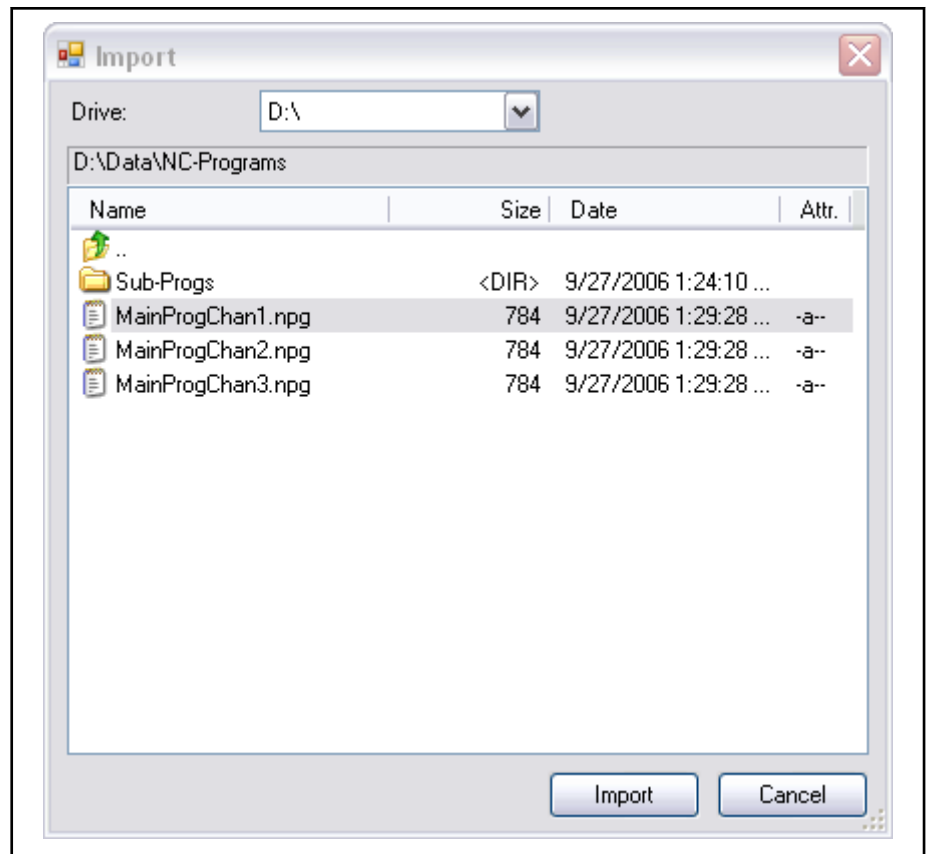 Import
Drive: D:\
D:\Data\NC-Programs
Name Size Date Attr.
..
Sub-Progs <DIR> 9/27/2006 1:24:10 ...
MainProgChan1.npg 784 9/27/2006 1:29:28 ... -a--
MainProgChan2.npg 784 9/27/2006 1:29:28 ... -a--
MainProgChan3.npg 784 9/27/2006 1:29:28 ... -a--
Import Cancel